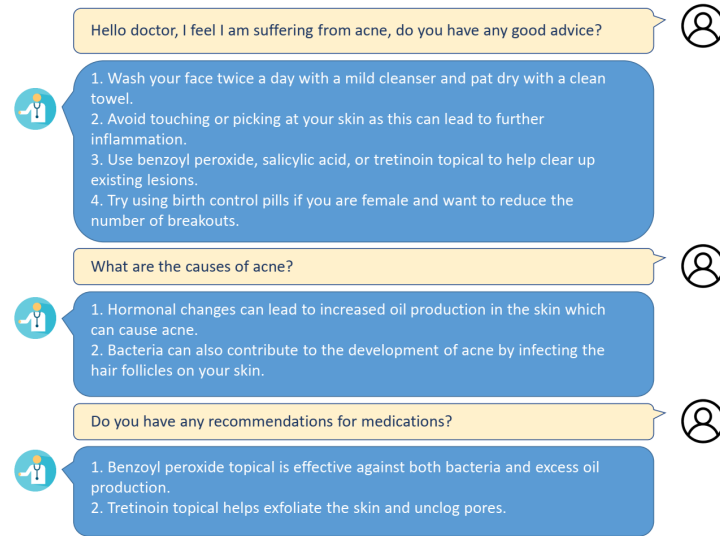 Hello doctor, I feel I am suffering from acne, do you have any good advice?
1. Wash your face twice a day with a mild cleanser and pat dry with a clean
towel.
2. Avoid touching or picking at your skin as this can lead to further
inflammation.
3. Use benzoyl peroxide, salicylic acid, or tretinoin topical to help clear up
existing lesions.
4. Try using birth control pills if you are female and want to reduce the
number of breakouts.
What are the causes of acne?
1. Hormonal changes can lead to increased oil production in the skin which
can cause acne.
2. Bacteria can also contribute to the development of acne by infecting the
hair follicles on your skin.
Do you have any recommendations for medications?
1. Benzoyl peroxide topical is effective against both bacteria and excess oil
production.
2. Tretinoin topical helps exfoliate the skin and unclog pores.